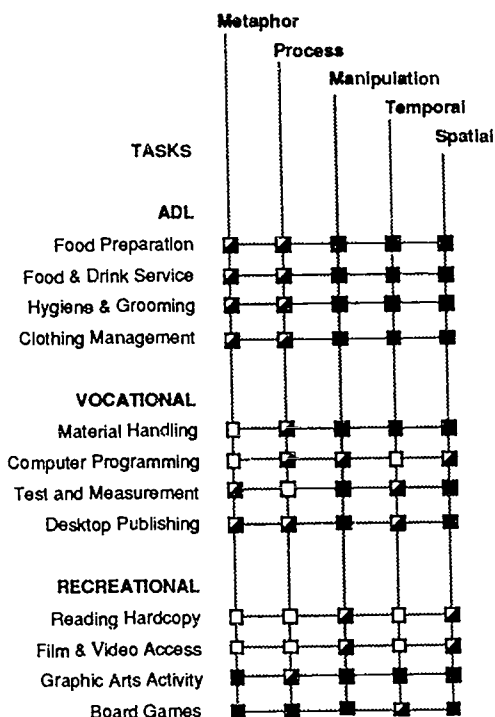 Metaphor
Process
Manipulation
Temporal
Spatial
TASKS
ADL
Food Preparation
Food & Drink Service
Hygiene & Grooming
Clothing Management
VOCATIONAL
Material Handling
Computer Programming
Test and Measurement
Desktop Publishing
RECREATIONAL
Reading Hardcopy
Film & Video Access
Graphic Arts Activity
Board Games